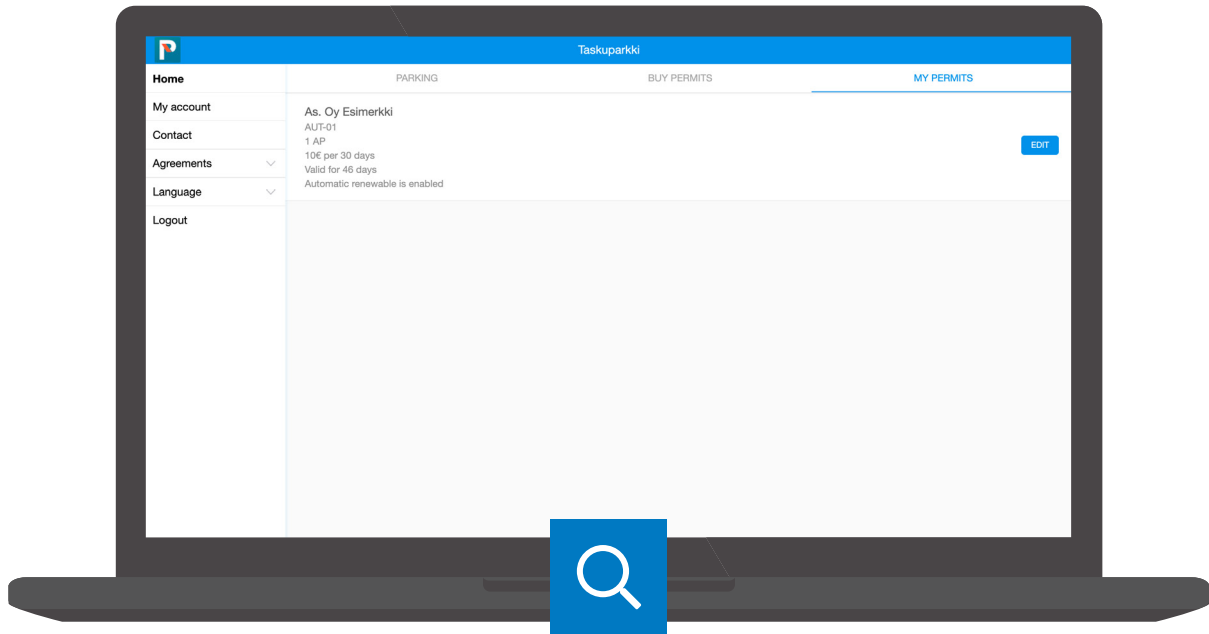 Taskuparkki
Home
My account
Contact
Agreements
Language
Logout
PARKING
BUY PERMITS
MY PERMITS
As. Oy Esimerkki
AUT-01
1 AP
10€ per 30 days
Valid for 46 days
Automatic renewable is enabled
EDIT